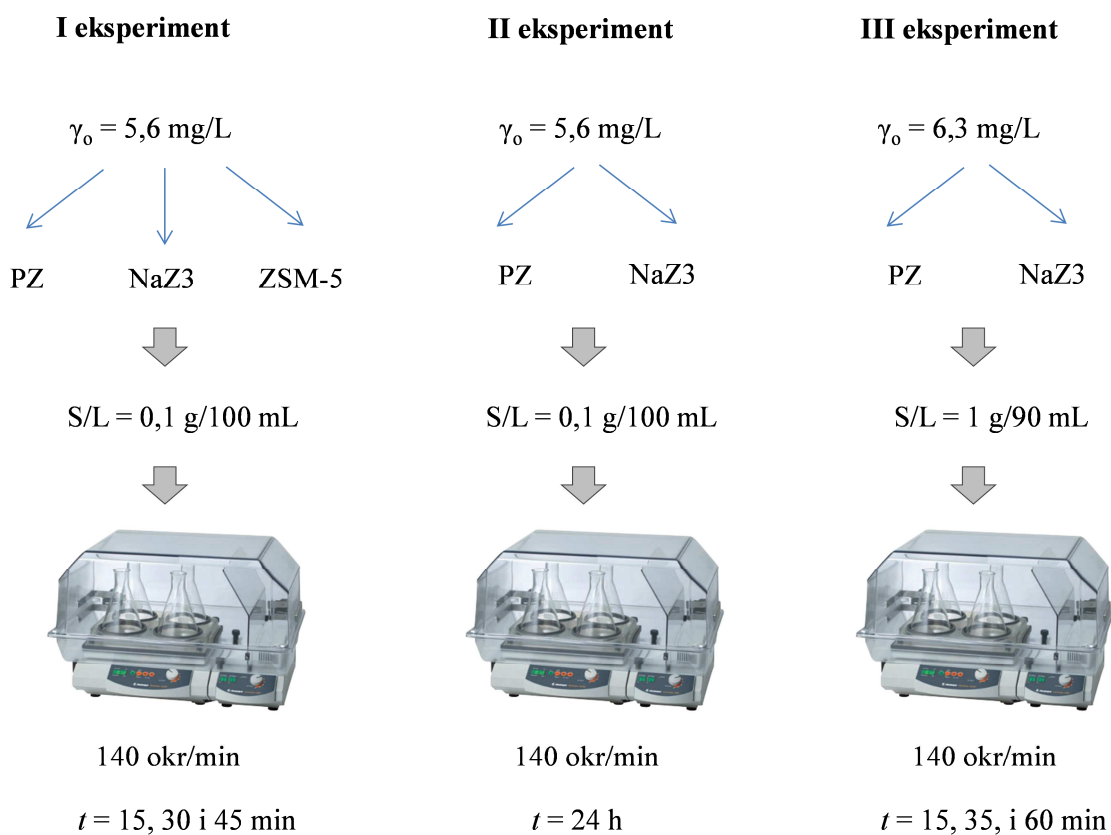 I eksperiment
γₒ = 5,6 mg/L
PZ NaZ3 ZSM-5
S/L = 0,1 g/100 mL
140 okr/min
t = 15, 30 i 45 min
II eksperiment
γₒ = 5,6 mg/L
PZ NaZ3
S/L = 0,1 g/100 mL
140 okr/min
t = 24 h
III eksperiment
γₒ = 6,3 mg/L
PZ NaZ3
S/L = 1 g/90 mL
140 okr/min
t = 15, 35, i 60 min